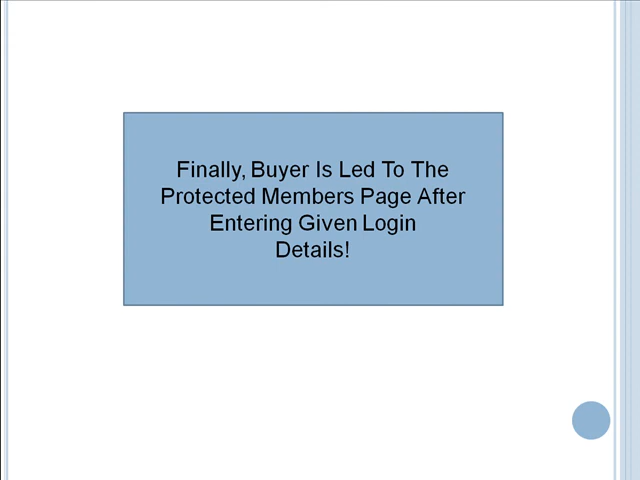 Finally, Buyer Is Led To The
Protected Members Page After
Entering Given Login
Details!